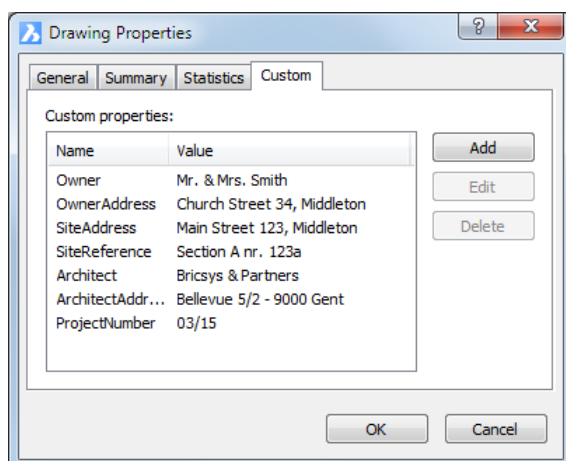 Drawing Properties
General Summary Statistics Custom
Custom properties:
Name Value
Owner Mr. & Mrs. Smith
OwnerAddress Church Street 34, Middleton
SiteAddress Main Street 123, Middleton
SiteReference Section A nr. 123a
Architect Bricsys & Partners
ArchitectAddr... Bellevue 5/2 - 9000 Gent
ProjectNumber 03/15
Add
Edit
Delete
OK Cancel